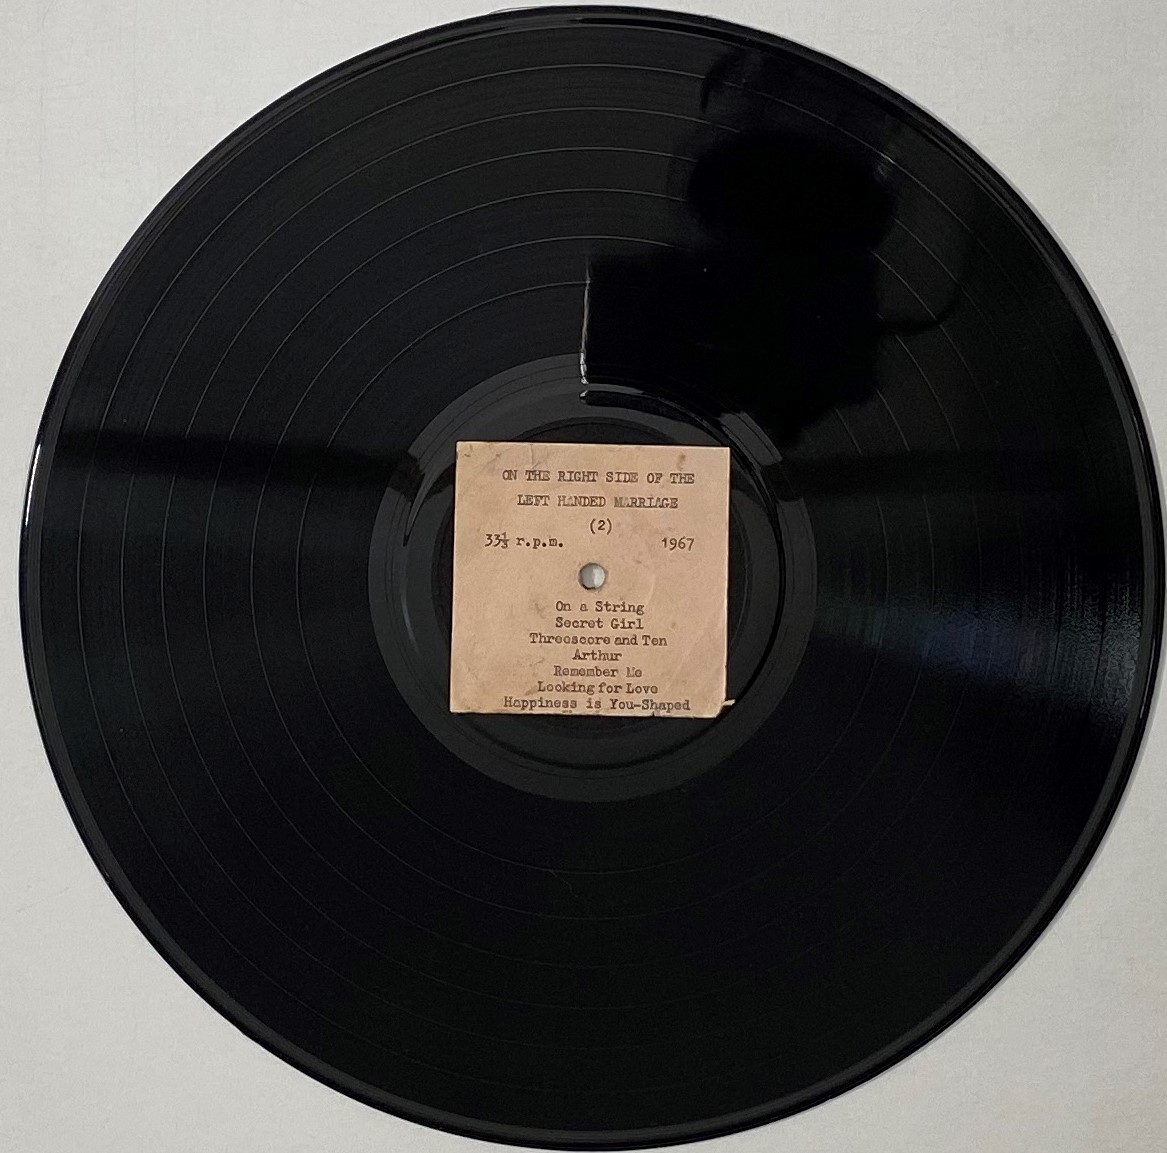 ON THE RIGHT SIDE OF THE
LEFT HANDED MARRIAGE
(2)
33⅓ r.p.m. 1967
On a String
Secret Girl
Threescore and Ten
Arthur
Remember Me
Looking for Love
Happiness is You-Shaped